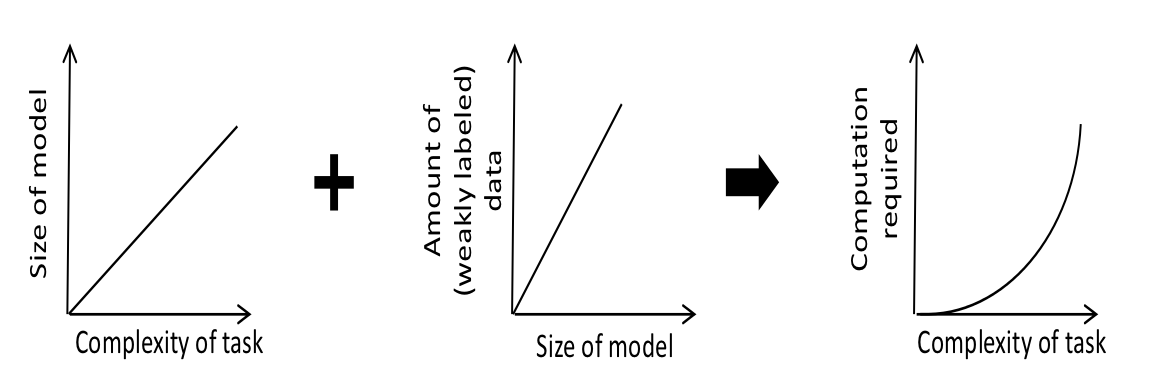 Size of model
Complexity of task
Amount of
(weakly labeled)
data
Size of model
Computation
required
Complexity of task